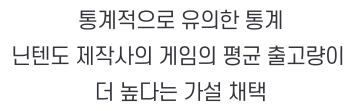 통계적으로 유의한 통계
닌텐도 제작사의 게임의 평균 출고량이
더 높다는 가설 채택